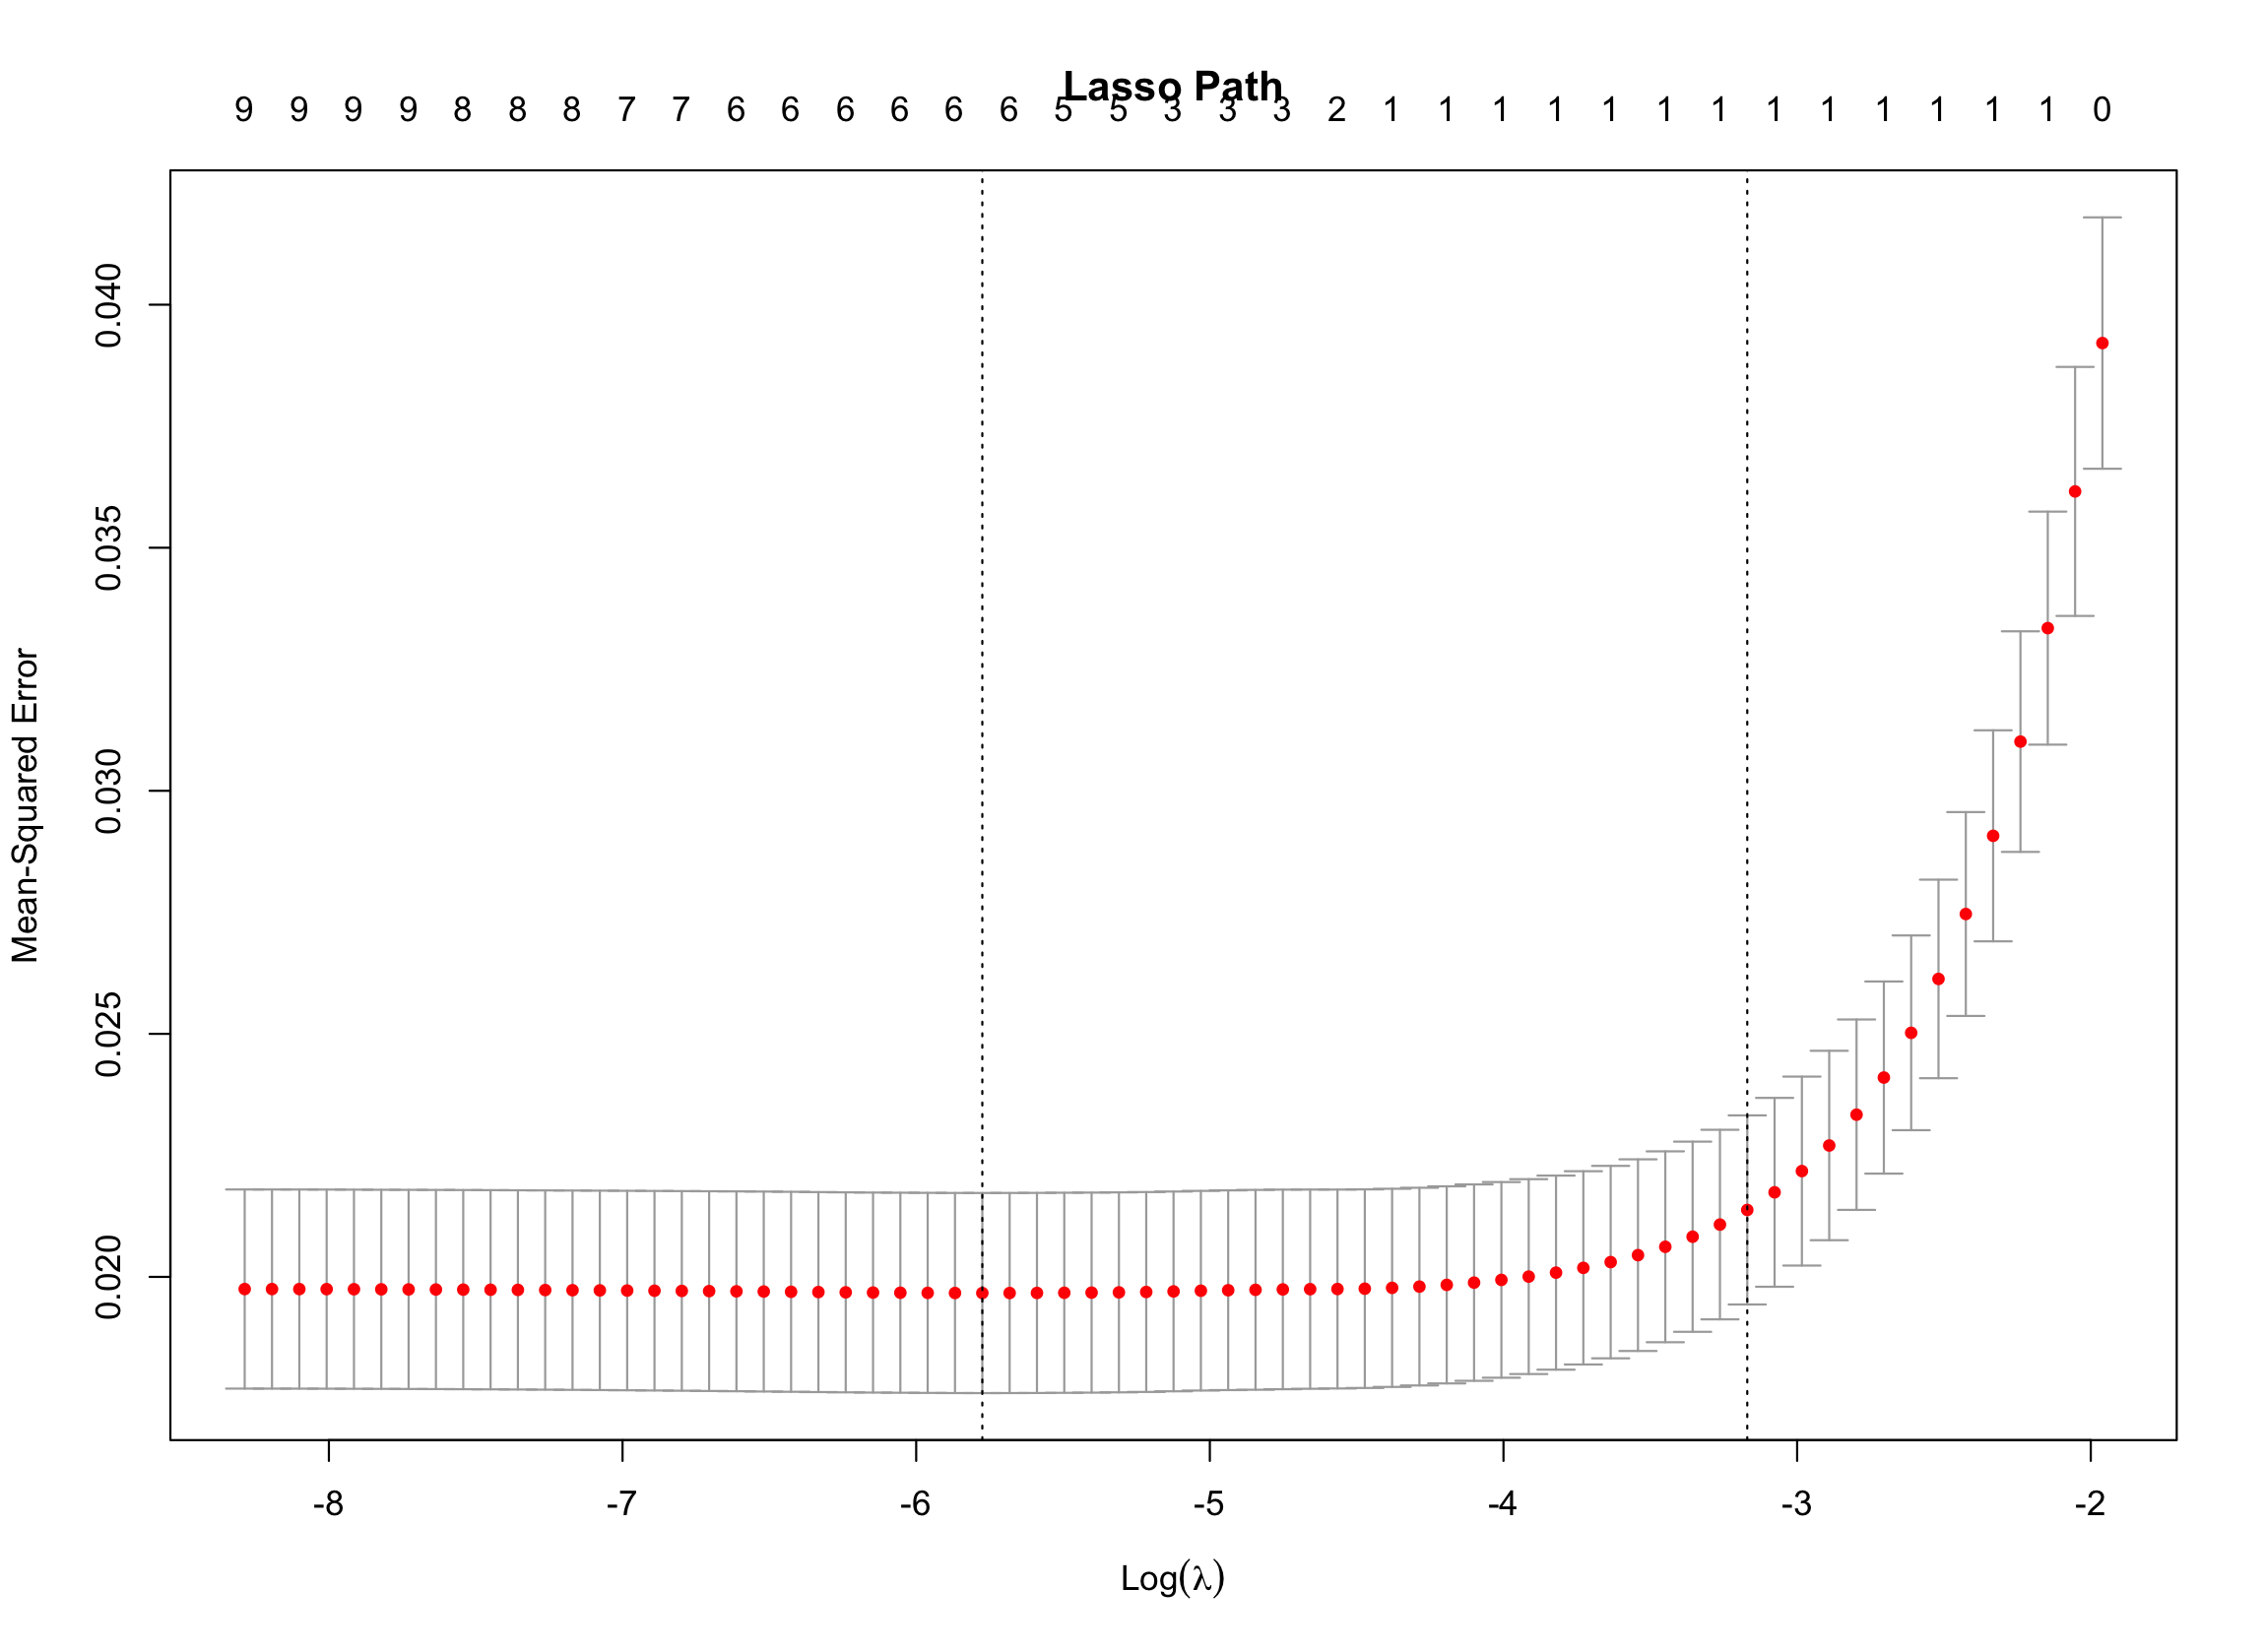 Lasso Path
9 9 9 9 8 8 8 7 7 6 6 6 6 6 6 5 5 3 3 3 2 1 1 1 1 1 1 1 1 1 1 1 1 1 0
0.040
0.035
0.030
0.025
0.020
Mean-Squared Error
-8 -7 -6 -5 -4 -3 -2
Log(λ)